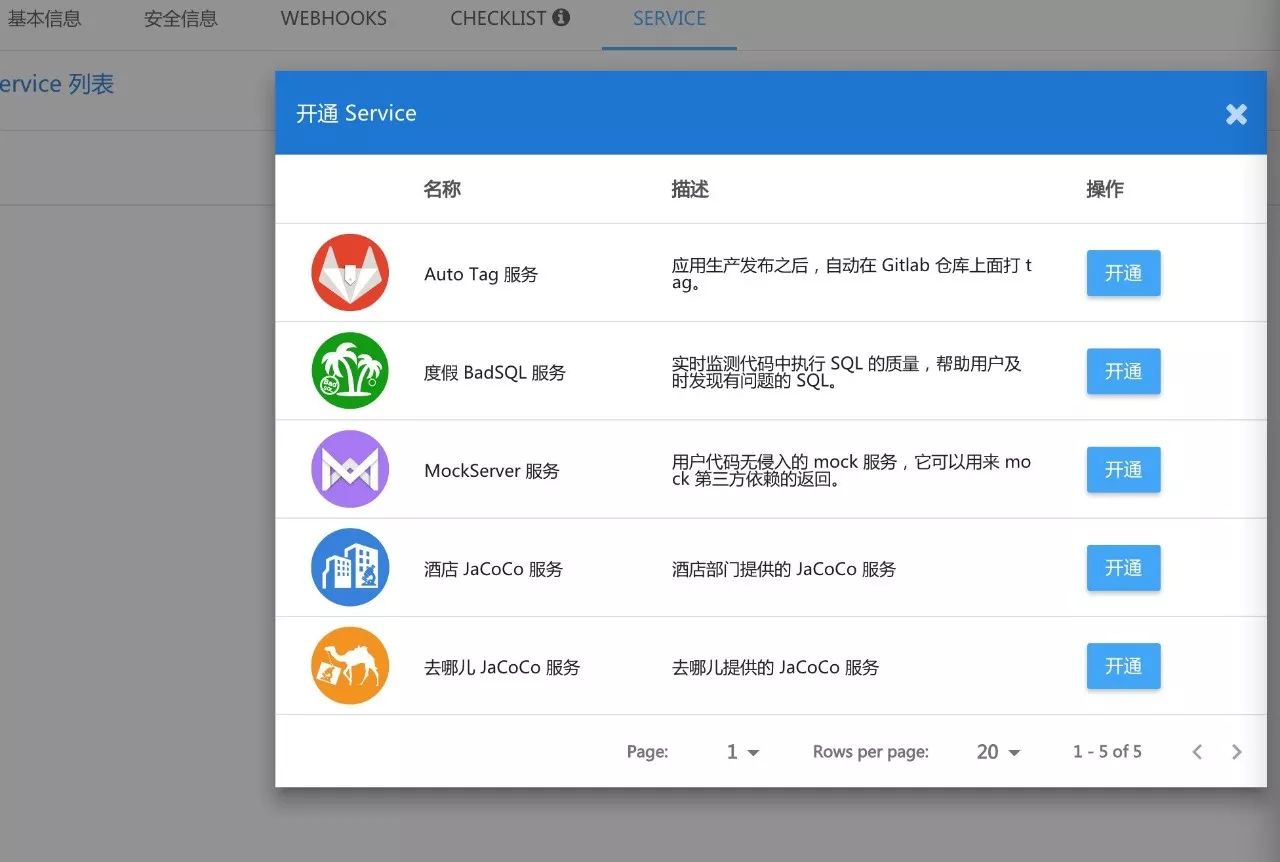 基本信息
安全信息
WEBHOOKS
CHECKLIST
SERVICE
ervice 列表
开通 Service
名称
描述
操作
Auto Tag 服务
应用生产发布之后，自动在 Gitlab 仓库上面打 t
ag。
开通
度假 BadSQL 服务
实时监测代码中执行 SQL 的质量，帮助用户及
时发现有问题的 SQL。
开通
MockServer 服务
用户代码无侵入的 mock 服务，它可以用来 mo
ck 第三方依赖的返回。
开通
酒店 JaCoCo 服务
酒店部门提供的 JaCoCo 服务
开通
去哪儿 JaCoCo 服务
去哪儿提供的 JaCoCo 服务
开通
Page:
1
Rows per page:
20
1 - 5 of 5